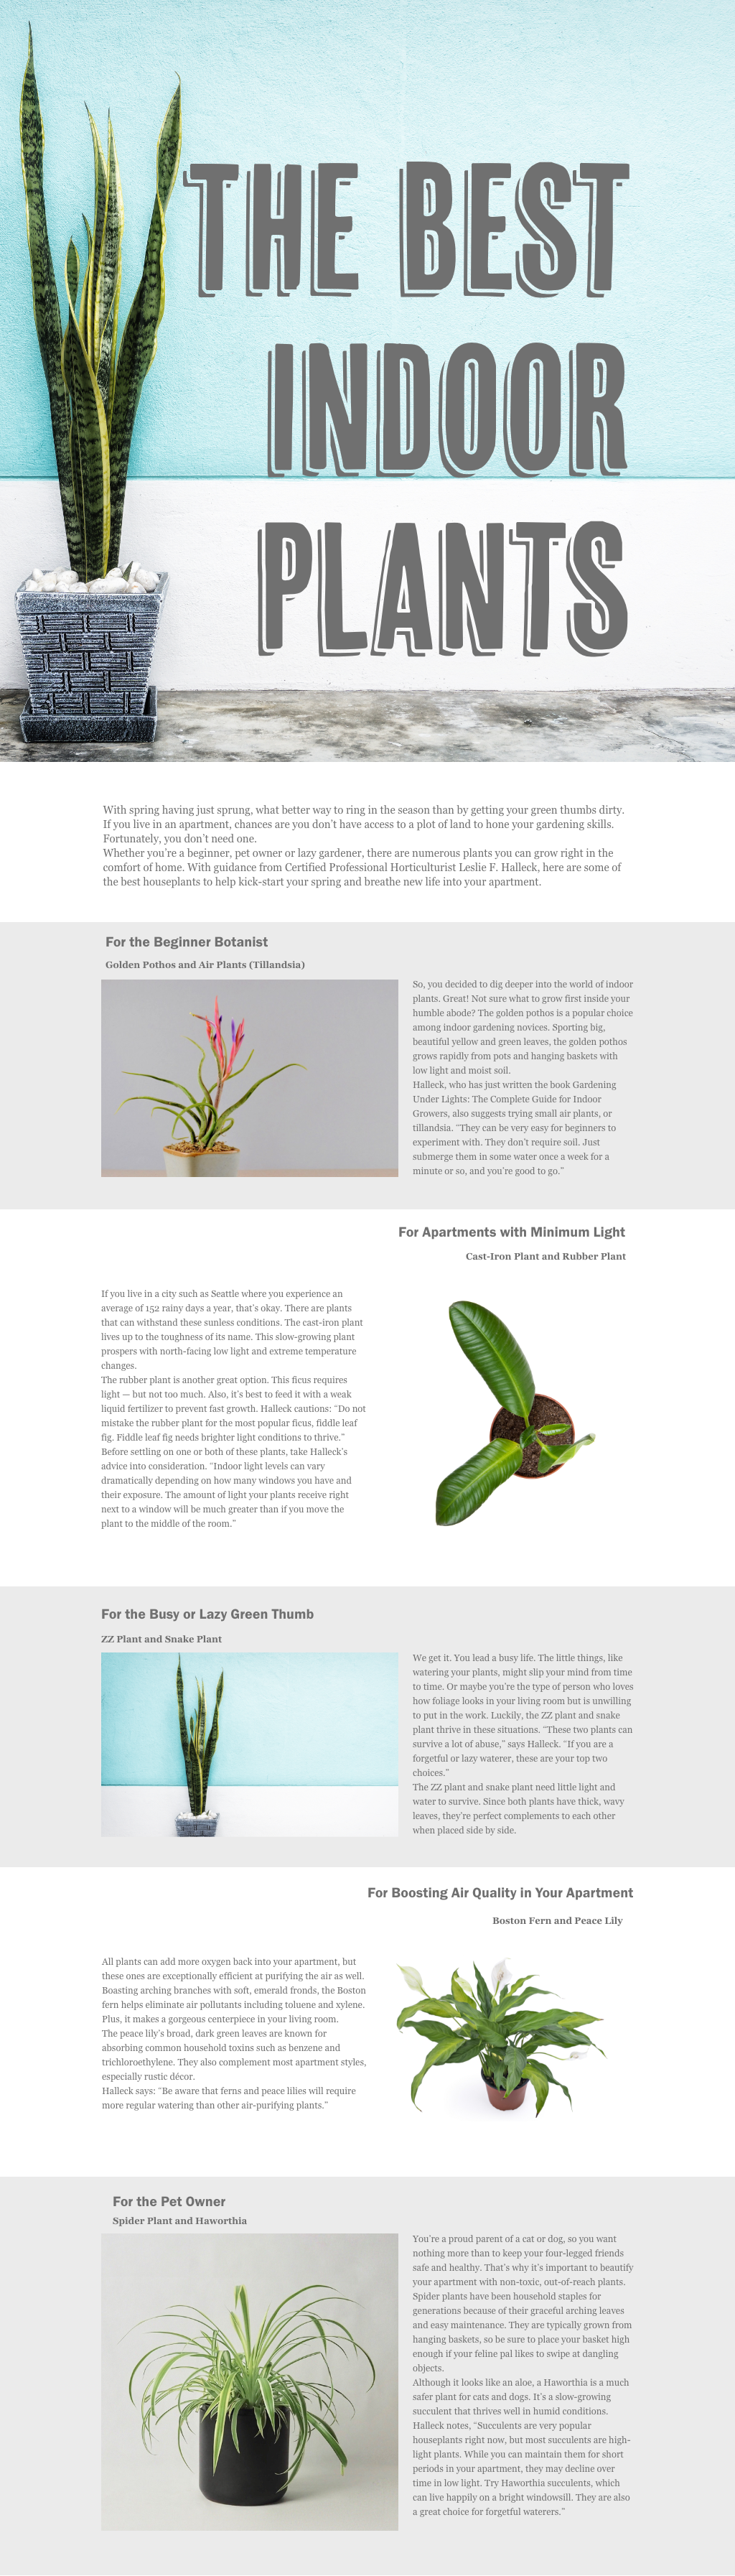 THE BEST
INDOOR
PLANTS
With spring having just sprung, what better way to ring in the season than by getting your green thumbs dirty.
If you live in an apartment, chances are you don't have access to a plot of land to hone your gardening skills.
Fortunately, you don't need one.
Whether you're a beginner, pet owner or lazy gardener, there are numerous plants you can grow right in the
comfort of home. With guidance from Certified Professional Horticulturist Leslie F. Halleck, here are some of
the best houseplants to help kick-start your spring and breathe new life into your apartment.
For the Beginner Botanist
Golden Pothos and Air Plants (Tillandsia)
So, you decided to dig deeper into the world of indoor
plants. Great! Not sure what to grow first inside your
humble abode? The golden pothos is a popular choice
among indoor gardening novices. Sporting big,
beautiful yellow and green leaves, the golden pothos
grows rapidly from pots and hanging baskets with
low light and moist soil.
Halleck, who has just written the book Gardening
Under Lights: The Complete Guide for Indoor
Growers, also suggests trying small air plants, or
tillandsia. "They can be very easy for beginners to
experiment with. They don't require soil. Just
submerge them in some water once a week for a
minute or so, and you're good to go."
For Apartments with Minimum Light
Cast-Iron Plant and Rubber Plant
If you live in a city such as Seattle where you experience an
average of 152 rainy days a year, that's okay. There are plants
that can withstand these sunless conditions. The cast-iron plant
lives up to the toughness of its name. This slow-growing plant
prospers with north-facing low light and extreme temperature
changes.
The rubber plant is another great option. This ficus requires
light — but not too much. Also, it's best to feed it with a weak
liquid fertilizer to prevent fast growth. Halleck cautions: "Do not
mistake the rubber plant for the most popular ficus, fiddle leaf
fig. Fiddle leaf fig needs brighter light conditions to thrive."
Before settling on one or both of these plants, take Halleck's
advice into consideration. "Indoor light levels can vary
dramatically depending on how many windows you have and
their exposure. The amount of light your plants receive right
next to a window will be much greater than if you move the
plant to the middle of the room."
For the Busy or Lazy Green Thumb
ZZ Plant and Snake Plant
We get it. You lead a busy life. The little things, like
watering your plants, might slip your mind from time
to time. Or maybe you're the type of person who loves
how foliage looks in your living room but is unwilling
to put in the work. Luckily, the ZZ plant and snake
plant thrive in these situations. "These two plants can
survive a lot of abuse," says Halleck. "If you are a
forgetful or lazy waterer, these are your top two
choices."
The ZZ plant and snake plant need little light and
water to survive. Since both plants have thick, wavy
leaves, they're perfect complements to each other
when placed side by side.
For Boosting Air Quality in Your Apartment
Boston Fern and Peace Lily
All plants can add more oxygen back into your apartment, but
these ones are exceptionally efficient at purifying the air as well.
Boasting arching branches with soft, emerald fronds, the Boston
fern helps eliminate air pollutants including toluene and xylene.
Plus, it makes a gorgeous centerpiece in your living room.
The peace lily's broad, dark green leaves are known for
absorbing common household toxins such as benzene and
trichloroethylene. They also complement most apartment styles,
especially rustic décor.
Halleck says: "Be aware that ferns and peace lilies will require
more regular watering than other air-purifying plants."
For the Pet Owner
Spider Plant and Haworthia
You're a proud parent of a cat or dog, so you want
nothing more than to keep your four-legged friends
safe and healthy. That's why it's important to beautify
your apartment with non-toxic, out-of-reach plants.
Spider plants have been household staples for
generations because of their graceful arching leaves
and easy maintenance. They are typically grown from
hanging baskets, so be sure to place your basket high
enough if your feline pal likes to swipe at dangling
objects.
Although it looks like an aloe, a Haworthia is a much
safer plant for cats and dogs. It's a slow-growing
succulent that thrives well in humid conditions.
Halleck notes, "Succulents are very popular
houseplants right now, but most succulents are high-
light plants. While you can maintain them for short
periods in your apartment, they may decline over
time in low light. Try Haworthia succulents, which
can live happily on a bright windowsill. They are also
a great choice for forgetful waterers."